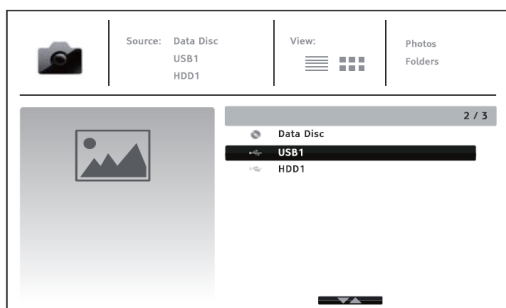 Source: Data Disc
USB1
HDD1
View:
Photos
Folders
2 / 3
Data Disc
USB1
HDD1